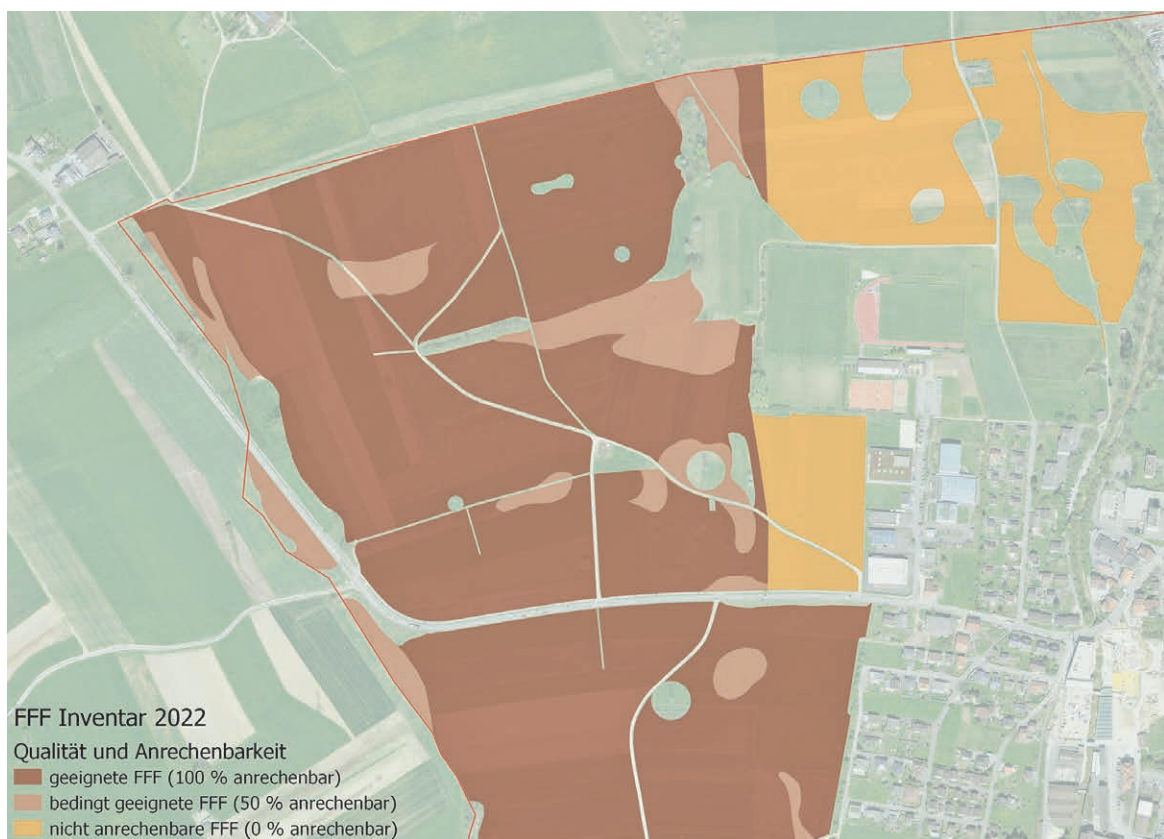 FFF Inventar 2022
Qualität und Anrechenbarkeit
geeignete FFF (100 % anrechenbar)
bedingt geeignete FFF (50 % anrechenbar)
nicht anrechenbare FFF (0 % anrechenbar)